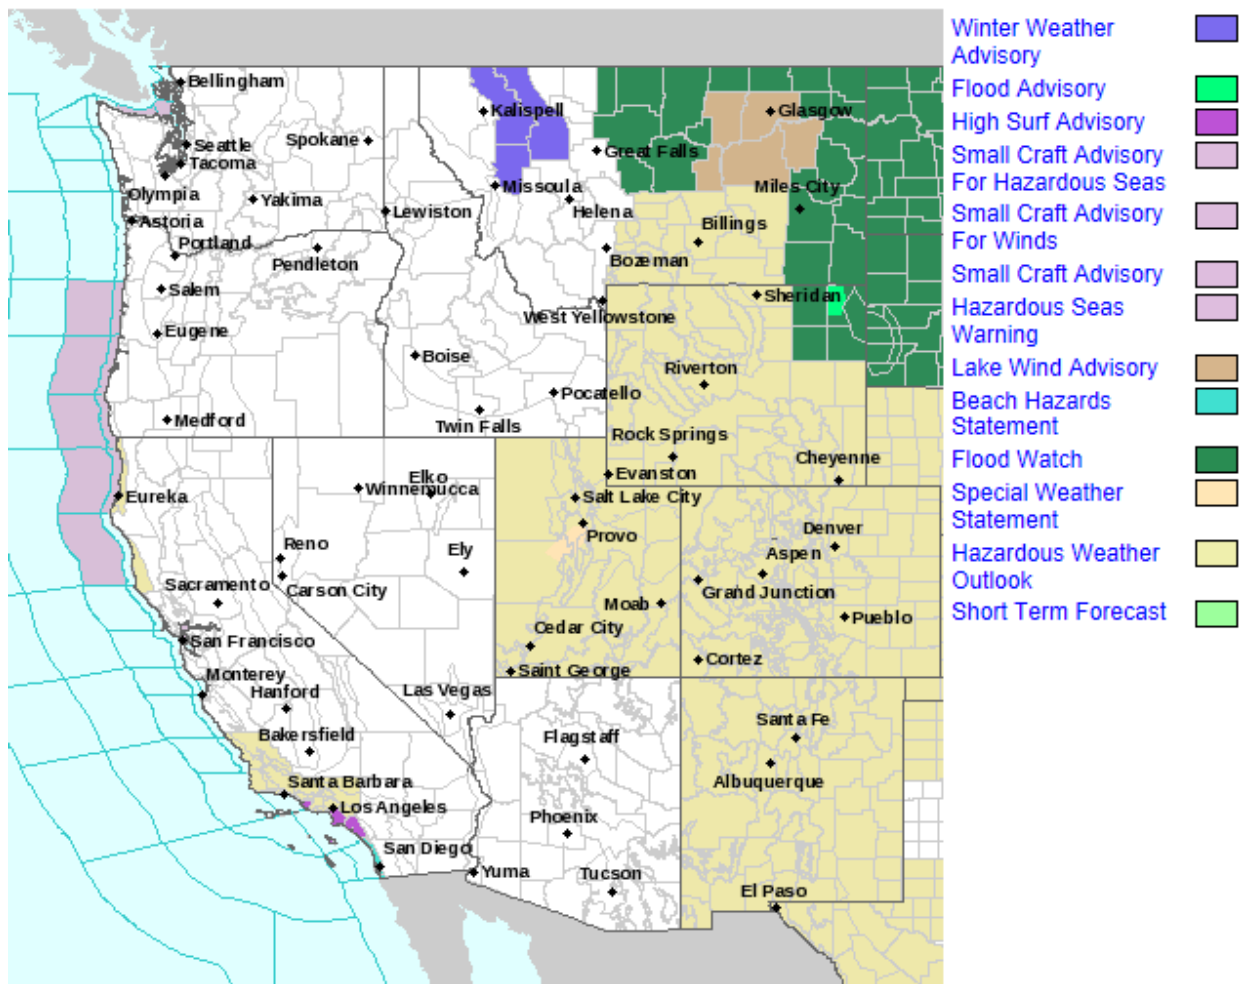 Bellingham
Kalispell
Glasgow
Seattle
Spokane
Tacoma
Great Falls
Olympia
Missoula
Miles City
Yakima
Lewiston
Helena
Astoria
Billings
Portland
Pendleton
Bozeman
Salem
Sheridan
West Yellowstone
Eugene
Boise
Riverton
Pocatello
Medford
Twin Falls
Rock Springs
Cheyenne
Evanston
Elko
Winnemucca
Eureka
Salt Lake City
Provo
Denver
Reno
Ely
Aspen
Sacramento
Carson City
Grand Junction
Moab
Pueblo
Cedar City
San Francisco
Cortez
Saint George
Monterey
Hanford
Las Vegas
Santa Fe
Bakersfield
Flagstaff
Albuquerque
Santa Barbara
Los Angeles
Phoenix
San Diego
Yuma
Tucson
El Paso
Winter Weather
Advisory
Flood Advisory
High Surf Advisory
Small Craft Advisory
For Hazardous Seas
Small Craft Advisory
For Winds
Small Craft Advisory
Hazardous Seas
Warning
Lake Wind Advisory
Beach Hazards
Statement
Flood Watch
Special Weather
Statement
Hazardous Weather
Outlook
Short Term Forecast